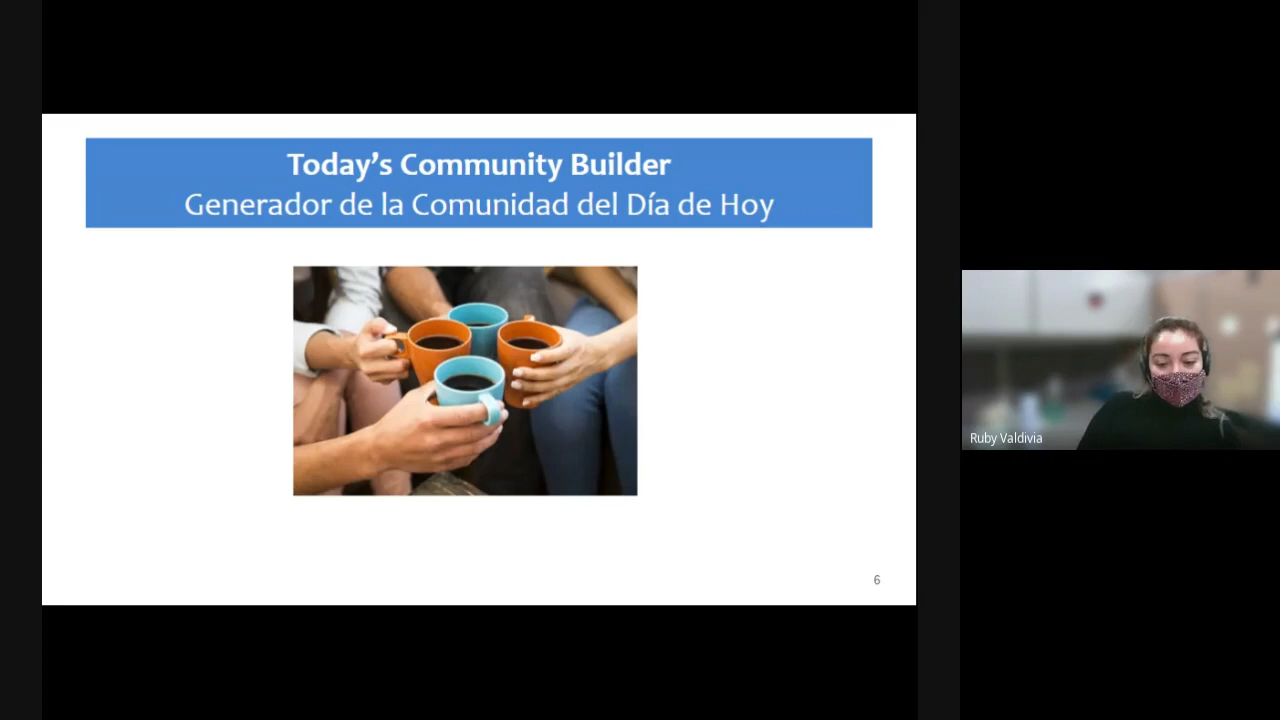 Today’s Community Builder
Generador de la Comunidad del Día de Hoy
6
Ruby Valdivia